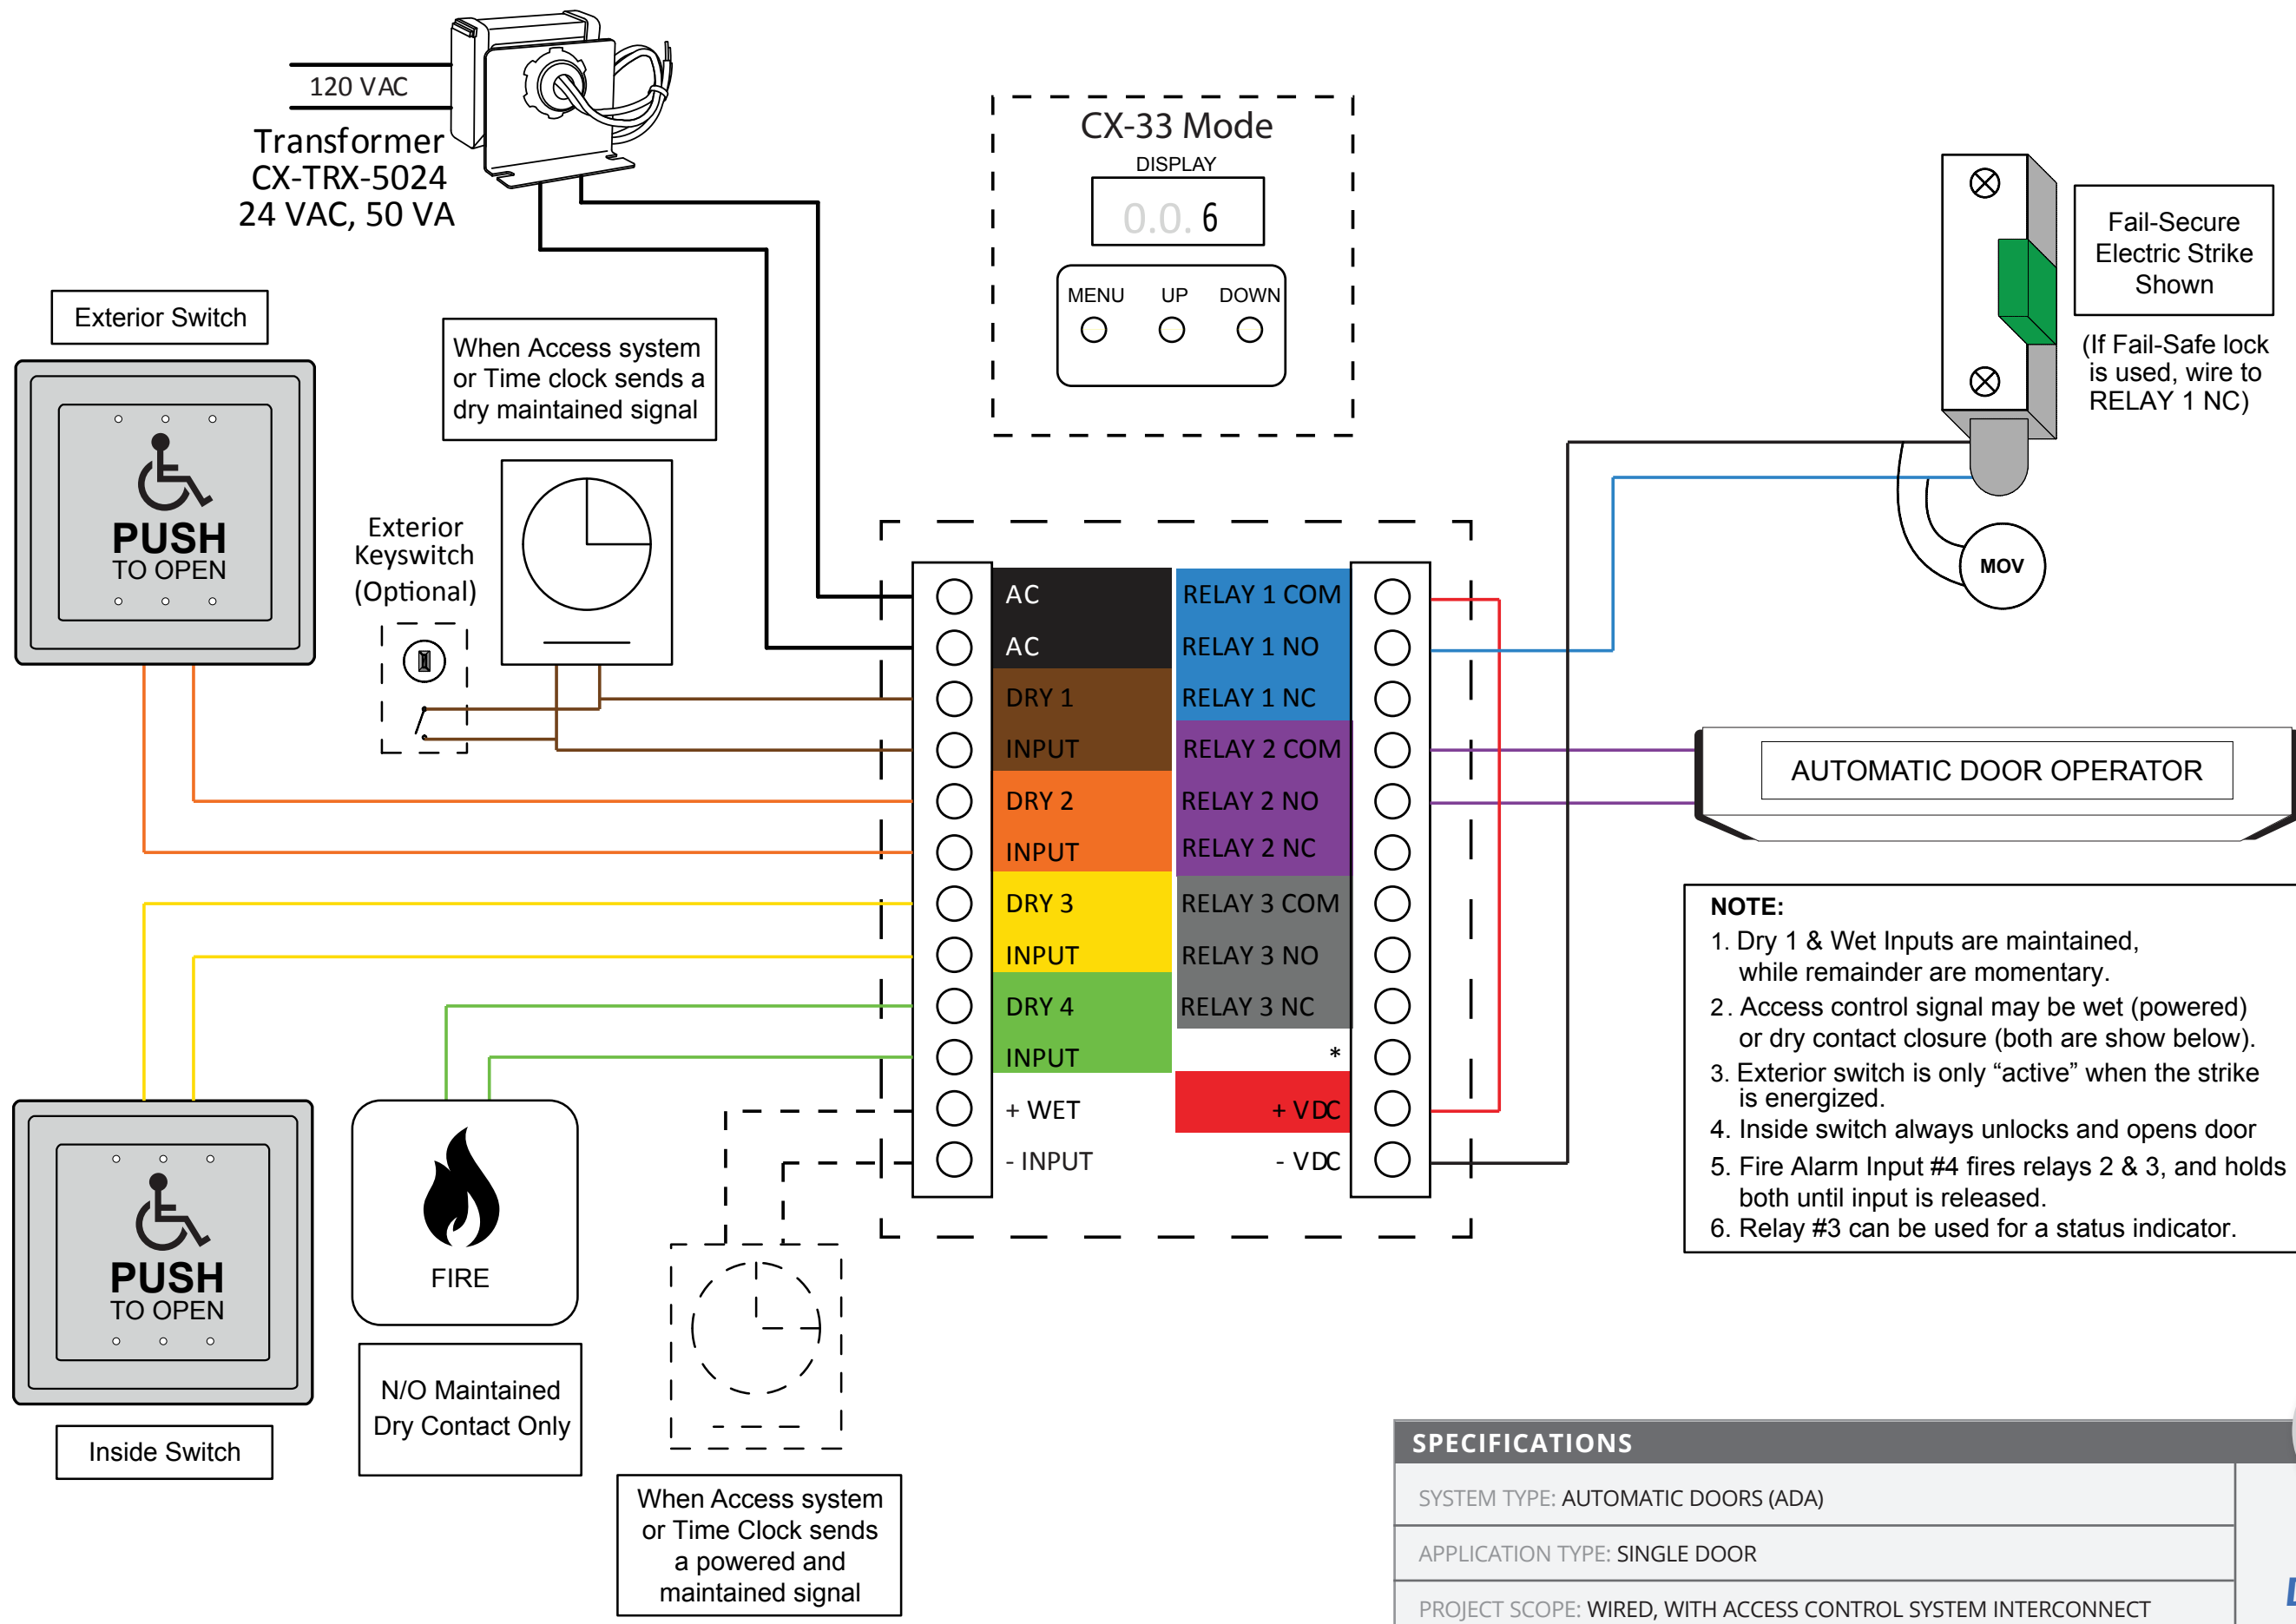 120 VAC
Transformer
CX-TRX-5024
24 VAC, 50 VA
CX-33 Mode
DISPLAY
0.0. 6
MENU UP DOWN
Fail-Secure
Electric Strike
Shown
(If Fail-Safe lock
is used, wire to
RELAY 1 NC)
MOV
Exterior Switch
PUSH
TO OPEN
When Access system
or Time clock sends a
dry maintained signal
Exterior
Keyswitch
(Optional)
AC
AC
DRY 1
INPUT
DRY 2
INPUT
DRY 3
INPUT
DRY 4
INPUT
+ WET
- INPUT
RELAY 1 COM
RELAY 1 NO
RELAY 1 NC
RELAY 2 COM
RELAY 2 NO
RELAY 2 NC
RELAY 3 COM
RELAY 3 NO
RELAY 3 NC
*
+ VDC
- VDC
AUTOMATIC DOOR OPERATOR
NOTE:
1. Dry 1 & Wet Inputs are maintained,
while remainder are momentary.
2. Access control signal may be wet (powered)
or dry contact closure (both are show below).
3. Exterior switch is only “active” when the strike
is energized.
4. Inside switch always unlocks and opens door
5. Fire Alarm Input #4 fires relays 2 & 3, and holds
both until input is released.
6. Relay #3 can be used for a status indicator.
PUSH
TO OPEN
Inside Switch
FIRE
N/O Maintained
Dry Contact Only
When Access system
or Time Clock sends
a powered and
maintained signal
SPECIFICATIONS
SYSTEM TYPE: AUTOMATIC DOORS (ADA)
APPLICATION TYPE: SINGLE DOOR
PROJECT SCOPE: WIRED, WITH ACCESS CONTROL SYSTEM INTERCONNECT